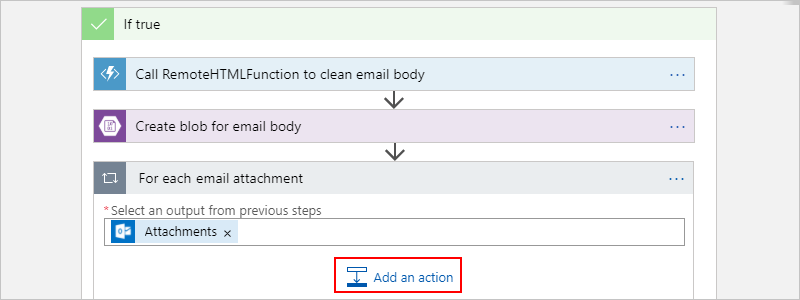 If true
Call RemoteHTMLFunction to clean email body
Create blob for email body
For each email attachment
*Select an output from previous steps
Attachments ×
Add an action